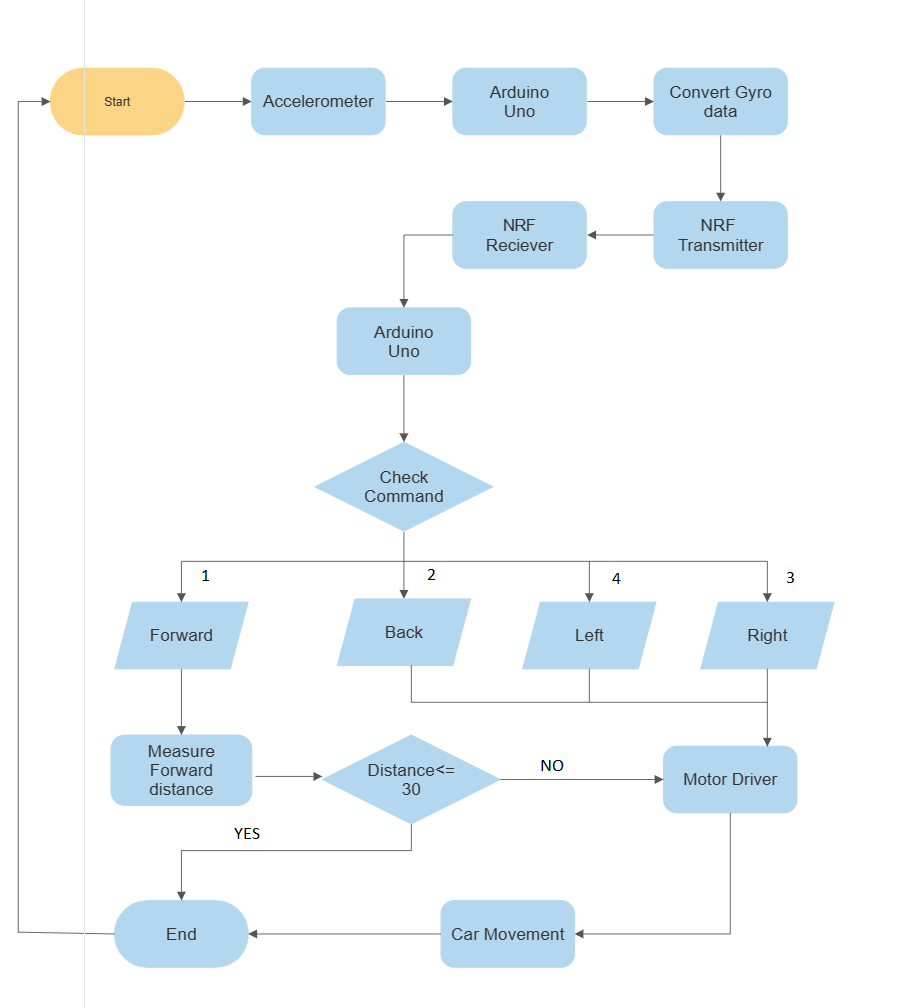 Start
Accelerometer
Arduino
Uno
Convert Gyro
data
NRF
Reciever
NRF
Transmitter
Arduino
Uno
Check
Command
1
2
4
3
Forward
Back
Left
Right
Measure
Forward
distance
Distance<=
30
NO
Motor Driver
YES
End
Car Movement